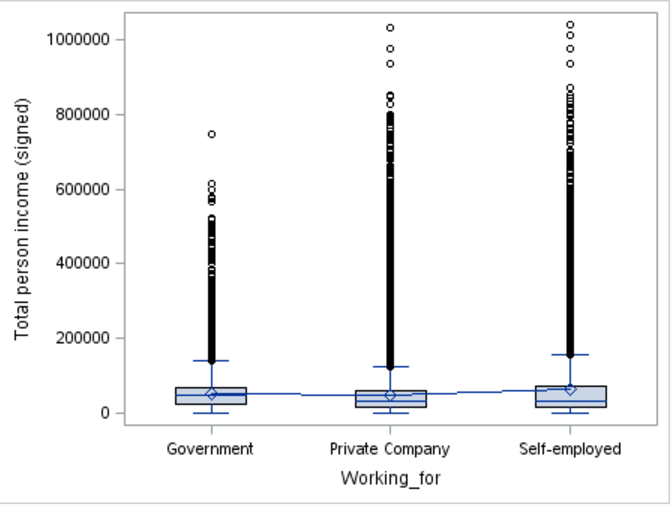 Total person income (signed)
1000000
800000
600000
400000
200000
0
Government Private Company Self-employed
Working_for